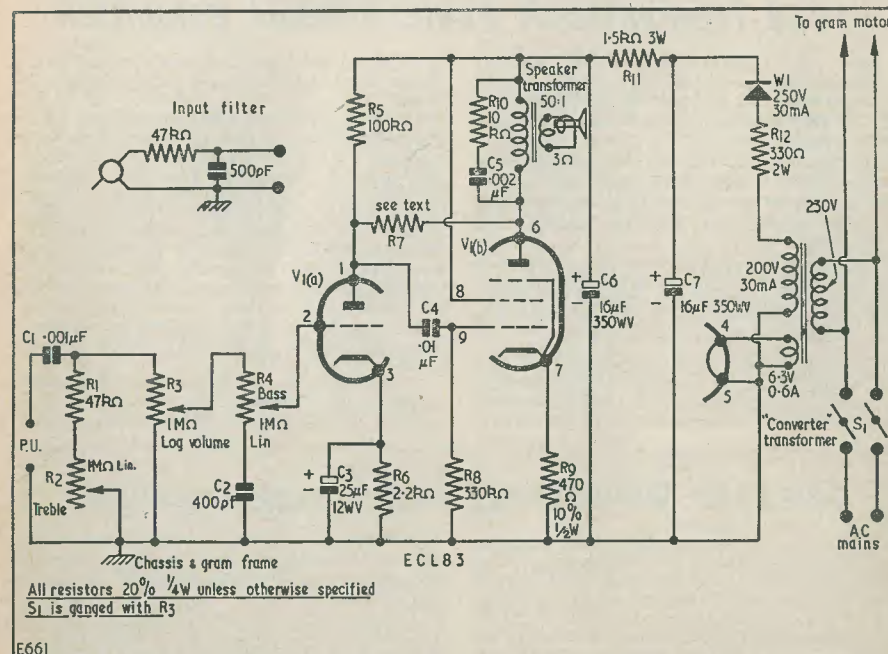 To gram motor
1·5kΩ 3W
R11
Speaker
transformer
50:1
3Ω
W1
250V
30mA
R12
330Ω
2W
Input filter
47kΩ
500pF
R5
100kΩ
R10
10
kΩ
C5
·002
µF
see text
R7
6
V1(b)
V1(a)
1
8
9
7
2
3
C4
·01
µF
C6
16µF
350WV
+
-
C7
16µF 350WV
+
-
230V
200V
30mA
4
5
6·3V
0·6A
"Converter
transformer
S1
A.C
mains
C1 ·001µF
R1
47kΩ
P.U.
R2
1MΩ Lin.
Treble
R3
1MΩ
Log volume
R4
Bass
1MΩ
Lin
C2
400pf
+
-
C3
25µF
12WV
R6
2·2kΩ
R8
330kΩ
R9
470
Ω
10%
½W
Chassis & gram frame
ECL83
All resistors 20% ¼W unless otherwise specified
S1 is ganged with R3
E661